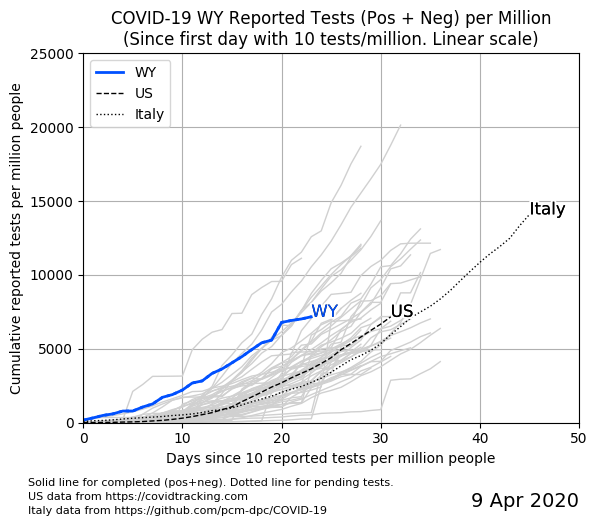 COVID-19 WY Reported Tests (Pos + Neg) per Million
(Since first day with 10 tests/million. Linear scale)
25000
20000
15000
10000
5000
0
Cumulative reported tests per million people
WY
US
Italy
WY
US
Italy
0 10 20 30 40 50
Days since 10 reported tests per million people
Solid line for completed (pos+neg). Dotted line for pending tests.
US data from https://covidtracking.com
Italy data from https://github.com/pcm-dpc/COVID-19
9 Apr 2020